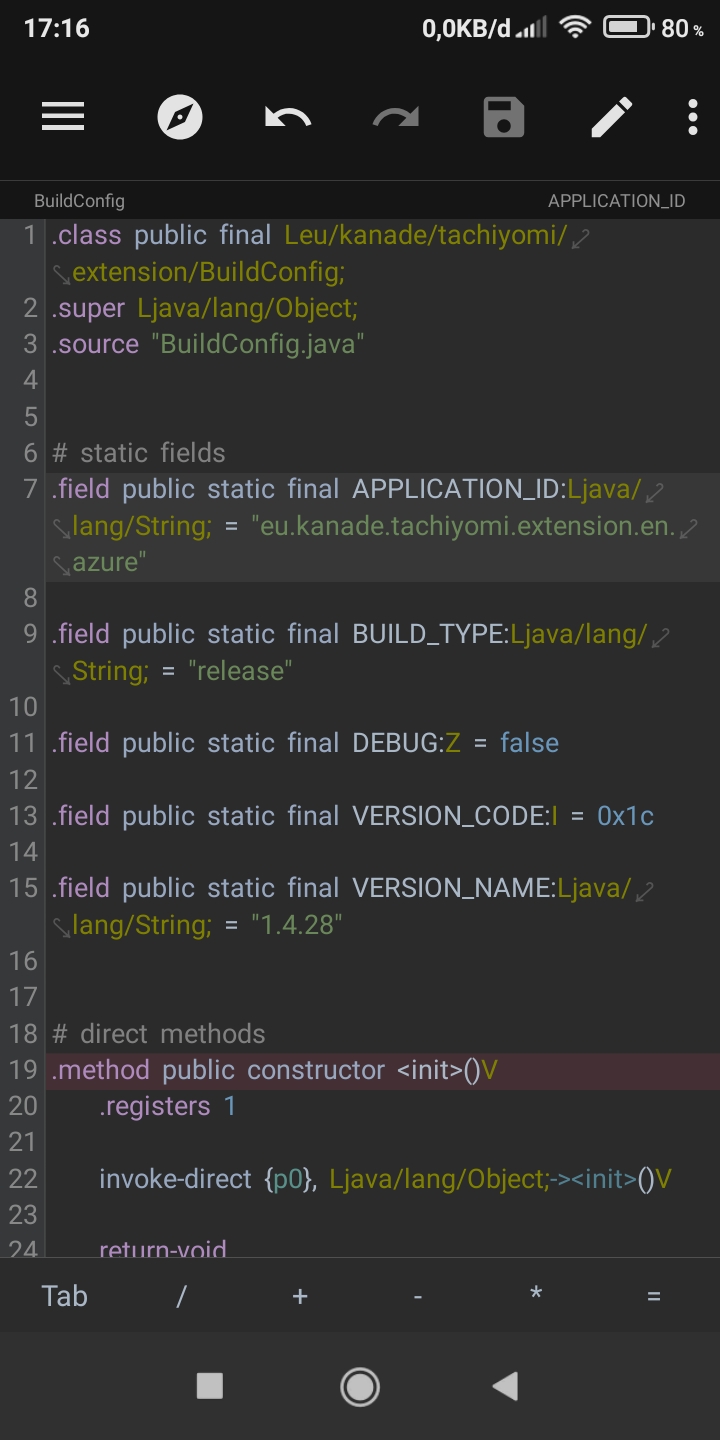 17:16 0,0KB/d 80 %
BuildConfig APPLICATION_ID
1 .class public final Leu/kanade/tachiyomi/
extension/BuildConfig;
2 .super Ljava/lang/Object;
3 .source "BuildConfig.java"
4
5
6 # static fields
7 .field public static final APPLICATION_ID:Ljava/
lang/String; = "eu.kanade.tachiyomi.extension.en.
azure"
8
9 .field public static final BUILD_TYPE:Ljava/lang/
String; = "release"
10
11 .field public static final DEBUG:Z = false
12
13 .field public static final VERSION_CODE:I = 0x1c
14
15 .field public static final VERSION_NAME:Ljava/
lang/String; = "1.4.28"
16
17
18 # direct methods
19 .method public constructor <init>()V
20 .registers 1
21
22 invoke-direct {p0}, Ljava/lang/Object;-><init>()V
23
24 return-void
Tab / + - * =